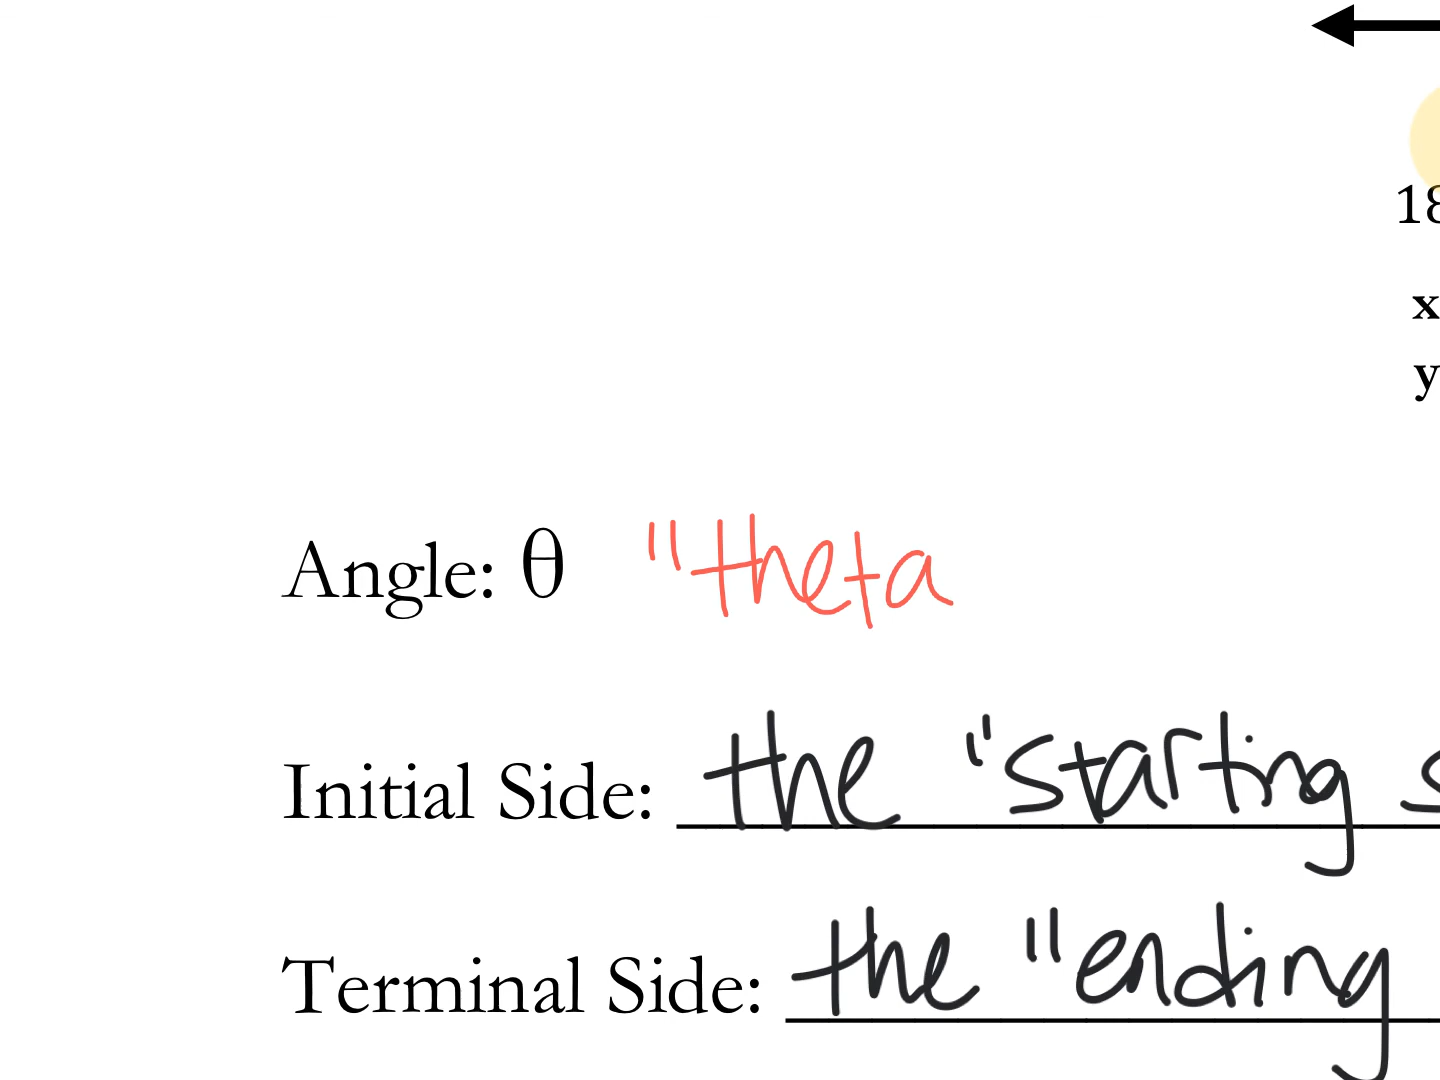 18
x
y
Angle: θ "theta
Initial Side: the "starting s
Terminal Side: the "ending